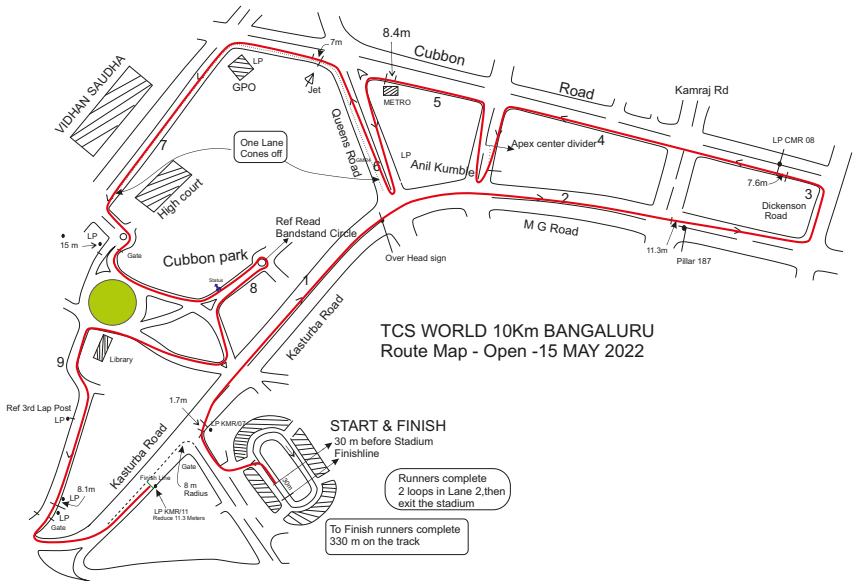 7m
8.4m
Cubbon
Road
Kamraj Rd
LP
GPO
Jet
METRO
5
4
VIDHAN SAUDHA
7
One Lane
Cones off
Queens Road
GMSH
6
LP
Anil Kumble
Apex center divider
LP CMR 08
7.6m
3
Dickenson
Road
2
M G Road
11.3m
Pillar 187
High court
LP
15 m
Gate
Cubbon park
Ref Read
Bandstand Circle
Status
8
1
Over Head sign
Kasturba Road
TCS WORLD 10Km BANGALURU
Route Map - Open -15 MAY 2022
9
Library
Ref 3rd Lap Post
LP
1.7m
LP KMR/07
START & FINISH
30 m before Stadium
Finishline
30m
Kasturba Road
Gate
8 m
Radius
Finish Line
LP KMR/11
Reduce 11.3 Meters
8.1m
LP
LP
Gate
Runners complete
2 loops in Lane 2,then
exit the stadium
To Finish runners complete
330 m on the track